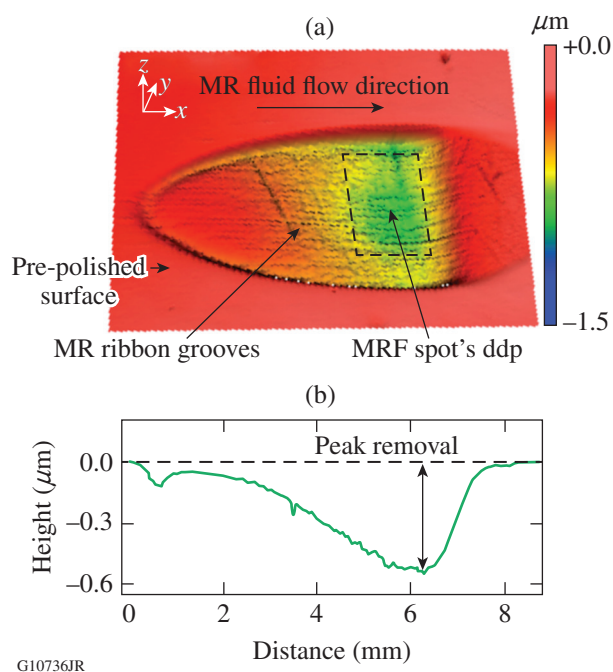 (a)
μm
+0.0
z
y
x
MR fluid flow direction
Pre-polished
surface
MR ribbon grooves
MRF spot's ddp
–1.5
(b)
Peak removal
0.0
–0.3
–0.6
Height (μm)
0
2
4
6
8
Distance (mm)
G10736JR